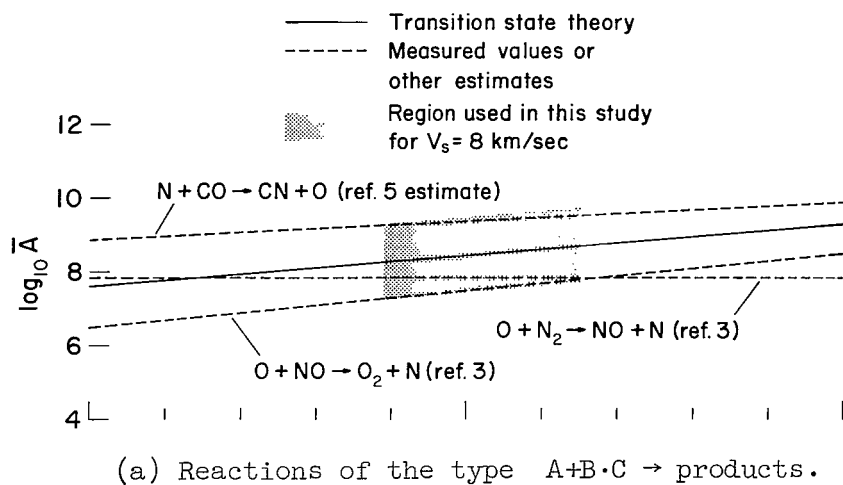 Transition state theory
Measured values or
other estimates
Region used in this study
for Vₛ = 8 km/sec
12
10
8
6
4
log₁₀ A̅
N + CO → CN + O (ref. 5 estimate)
O + N₂ → NO + N (ref. 3)
O + NO → O₂ + N (ref. 3)
(a) Reactions of the type A+B·C → products.